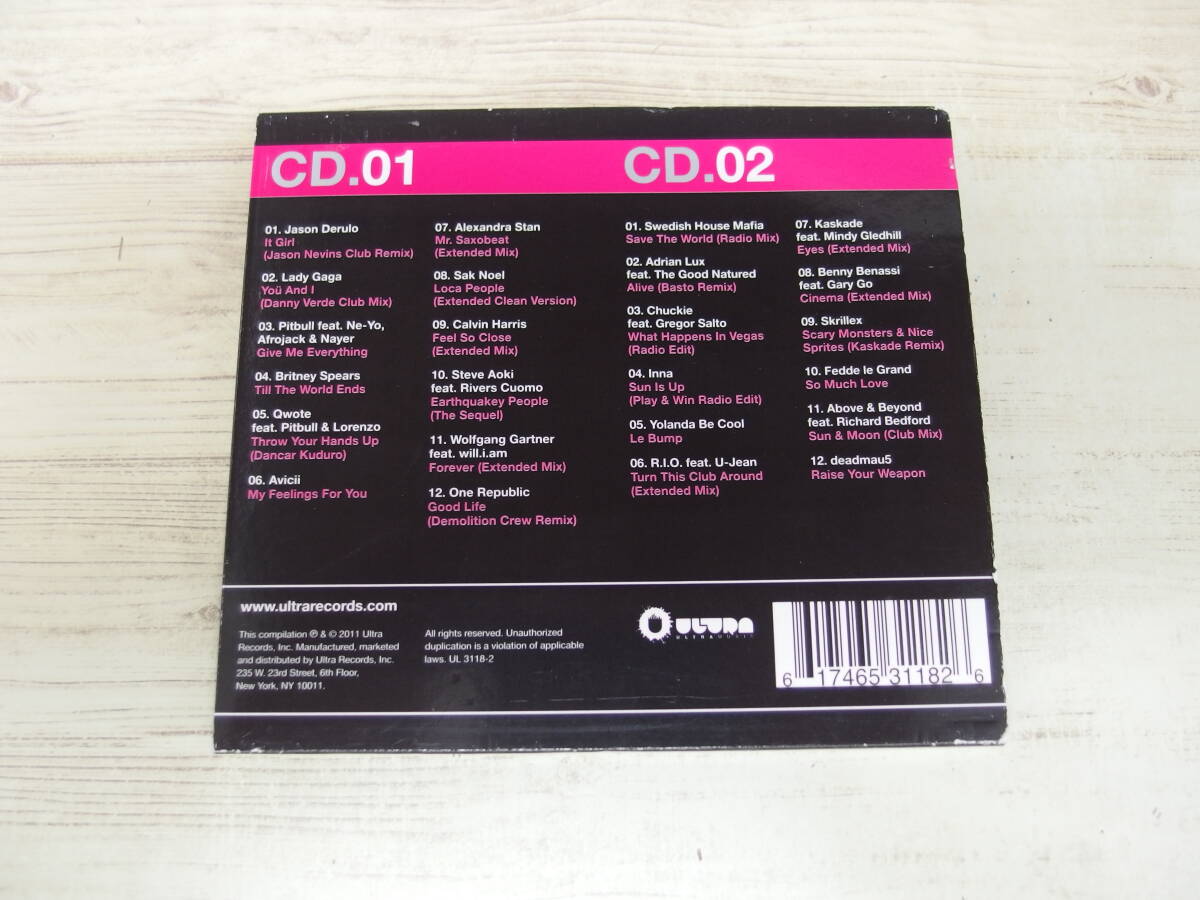 CD.01
01. Jason Derulo
It Girl
(Jason Nevins Club Remix)
02. Lady Gaga
Yoü And I
(Danny Verde Club Mix)
03. Pitbull feat. Ne-Yo,
Afrojack & Nayer
Give Me Everything
04. Britney Spears
Till The World Ends
05. Qwote
feat. Pitbull & Lorenzo
Throw Your Hands Up
(Dancar Kuduro)
06. Avicii
My Feelings For You
07. Alexandra Stan
Mr. Saxobeat
(Extended Mix)
08. Sak Noel
Loca People
(Extended Clean Version)
09. Calvin Harris
Feel So Close
(Extended Mix)
10. Steve Aoki
feat. Rivers Cuomo
Earthquakey People
(The Sequel)
11. Wolfgang Gartner
feat. will.i.am
Forever (Extended Mix)
12. One Republic
Good Life
(Demolition Crew Remix)
CD.02
01. Swedish House Mafia
Save The World (Radio Mix)
02. Adrian Lux
feat. The Good Natured
Alive (Basto Remix)
03. Chuckie
feat. Gregor Salto
What Happens In Vegas
(Radio Edit)
04. Inna
Sun Is Up
(Play & Win Radio Edit)
05. Yolanda Be Cool
Le Bump
06. R.I.O. feat. U-Jean
Turn This Club Around
(Extended Mix)
07. Kaskade
feat. Mindy Gledhill
Eyes (Extended Mix)
08. Benny Benassi
feat. Gary Go
Cinema (Extended Mix)
09. Skrillex
Scary Monsters & Nice
Sprites (Kaskade Remix)
10. Fedde le Grand
So Much Love
11. Above & Beyond
feat. Richard Bedford
Sun & Moon (Club Mix)
12. deadmau5
Raise Your Weapon
www.ultrarecords.com
This compilation ℗ & © 2011 Ultra
Records, Inc. Manufactured, marketed
and distributed by Ultra Records, Inc.
235 W. 23rd Street, 6th Floor,
New York, NY 10011.
All rights reserved. Unauthorized
duplication is a violation of applicable
laws. UL 3118-2
ULTRA
ULTRA MUSIC
6 17465 31182 6